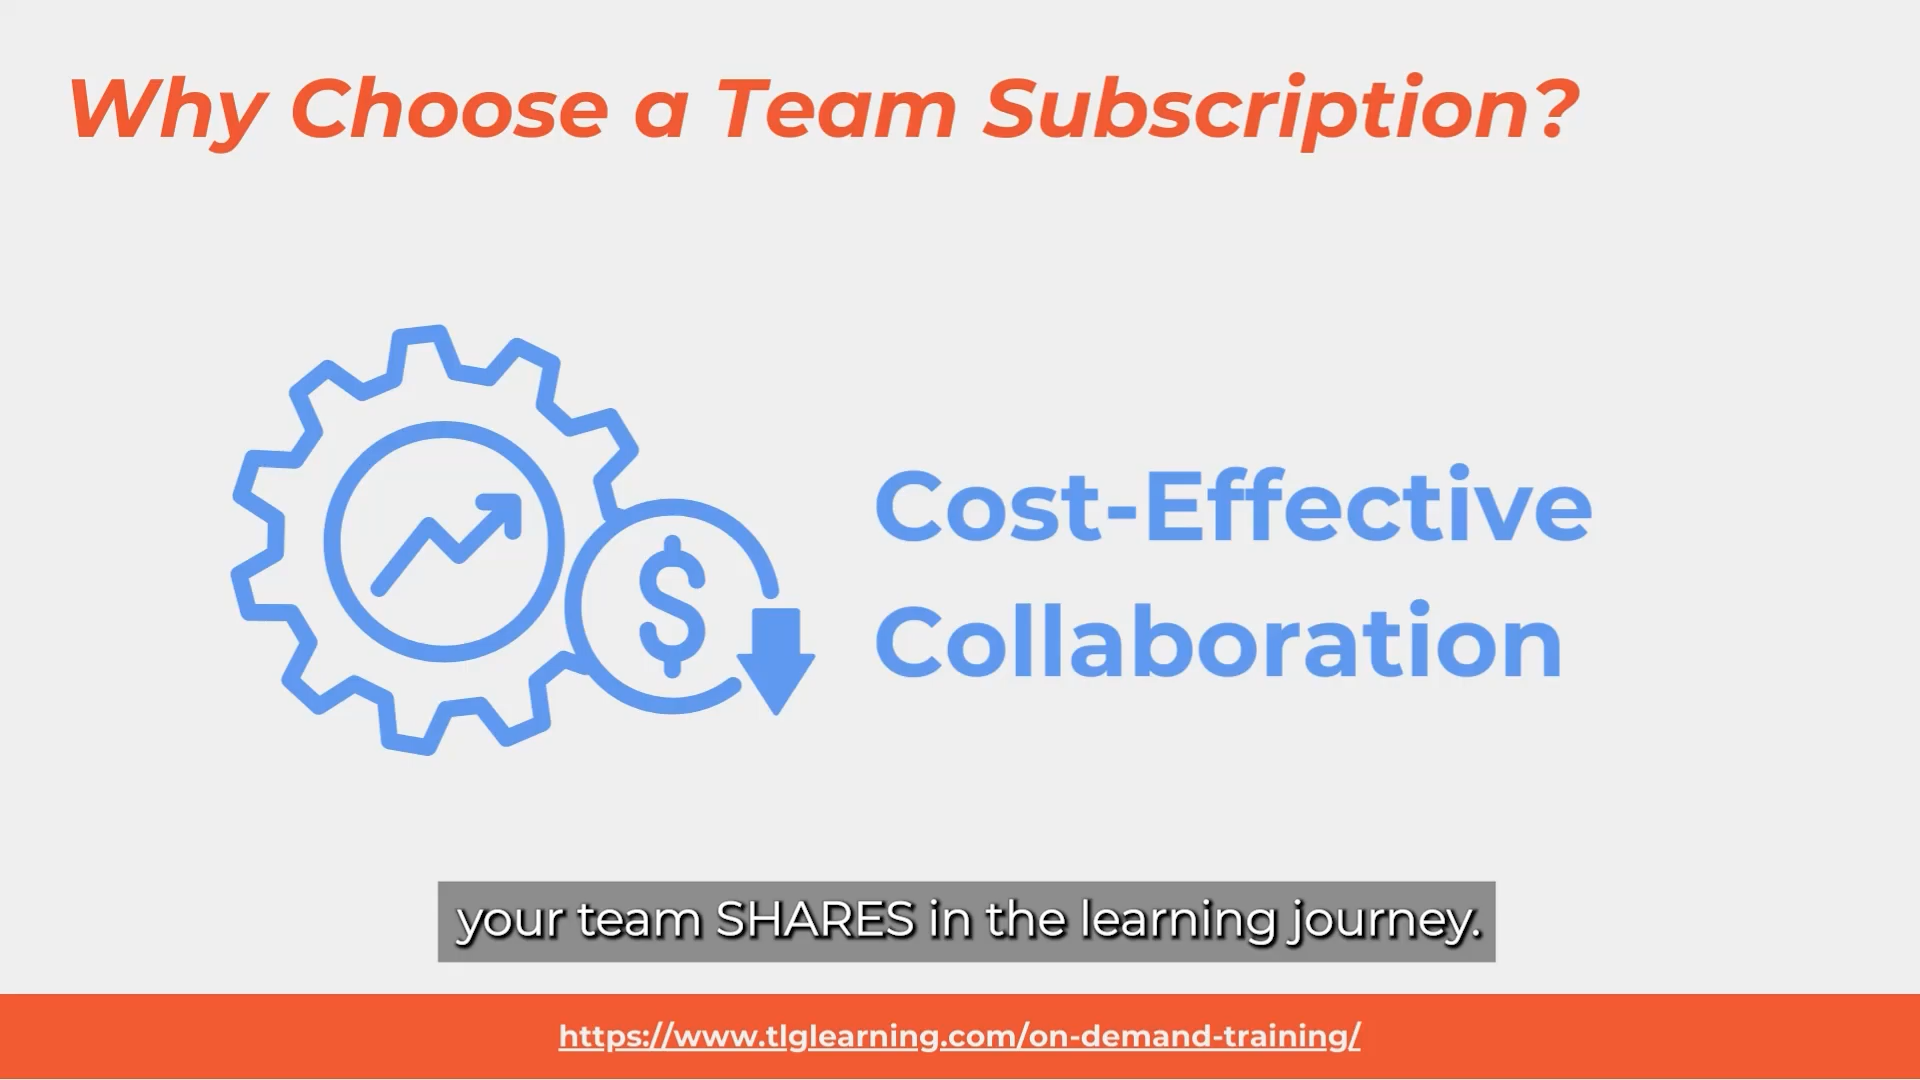 Why Choose a Team Subscription?
$
Cost-Effective
Collaboration
your team SHARES in the learning journey.
https://www.tlglearning.com/on-demand-training/